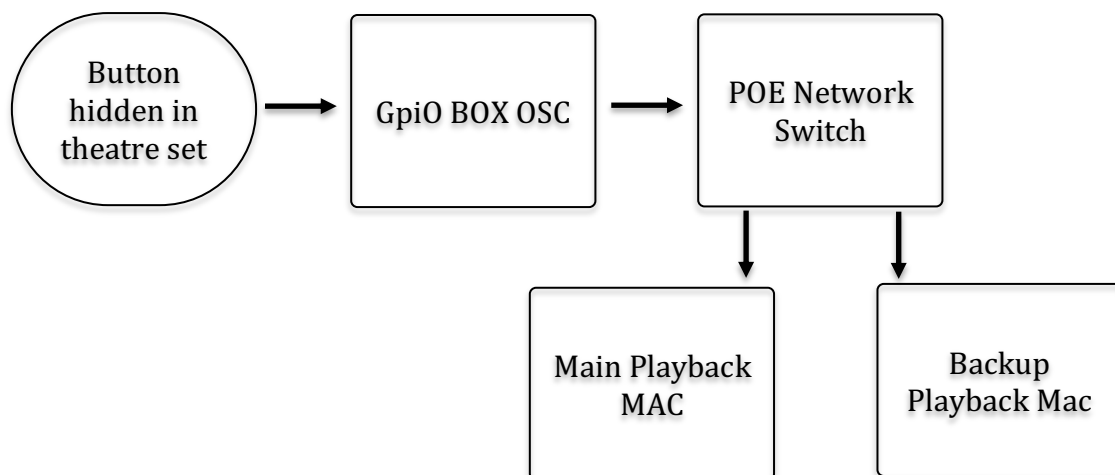 Button
hidden in
theatre set
GpiO BOX OSC
POE Network
Switch
Main Playback
MAC
Backup
Playback Mac